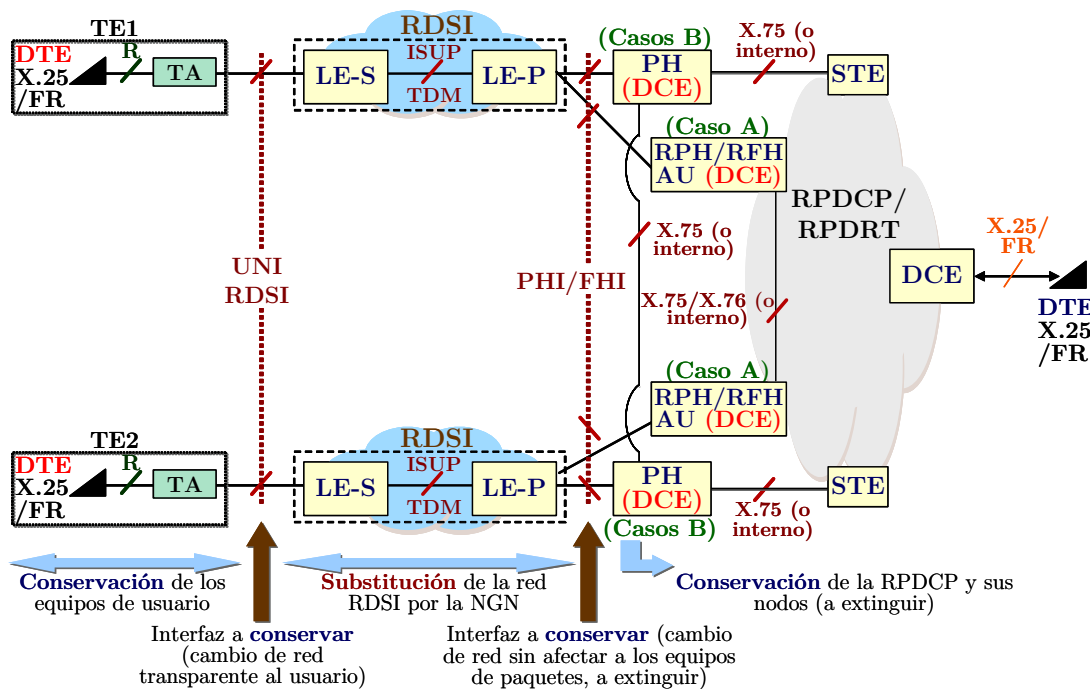 TE1
DTE
X.25
/FR
R
TA
RDSI
ISUP
LE-S
LE-P
TDM
(Casos B)
PH
(DCE)
X.75 (o
interno)
STE
(Caso A)
RPH/RFH
AU (DCE)
RPDCP/
RPDRT
X.75 (o
interno)
UNI
RDSI
PHI/FHI
X.25/
FR
DCE
DTE
X.25
/FR
X.75/X.76 (o
interno)
(Caso A)
RPH/RFH
AU (DCE)
TE2
DTE
X.25
/FR
R
TA
RDSI
ISUP
LE-S
LE-P
TDM
PH
(DCE)
(Casos B)
X.75 (o
interno)
STE
Conservación de los
equipos de usuario
Substitución de la red
RDSI por la NGN
Conservación de la RPDCP y sus
nodos (a extinguir)
Interfaz a conservar
(cambio de red
transparente al usuario)
Interfaz a conservar (cambio
de red sin afectar a los equipos
de paquetes, a extinguir)